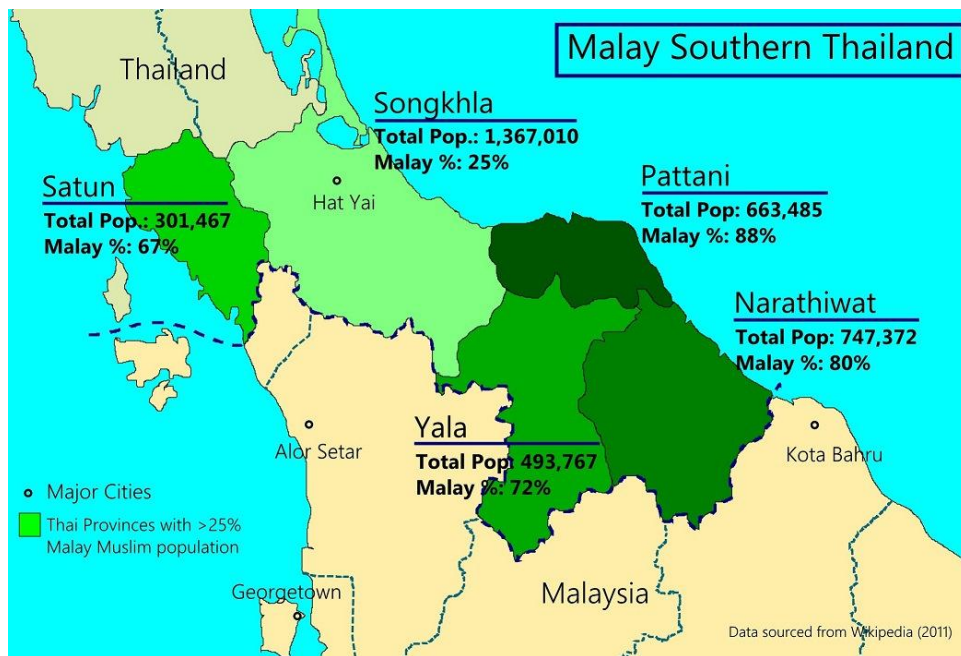 Malay Southern Thailand
Thailand
Songkhla
Total Pop.: 1,367,010
Malay %: 25%
Satun
Total Pop.: 301,467
Malay %: 67%
Hat Yai
Pattani
Total Pop: 663,485
Malay %: 88%
Narathiwat
Total Pop: 747,372
Malay %: 80%
Yala
Total Pop: 493,767
Malay %: 72%
Alor Setar
Kota Bahru
Major Cities
Thai Provinces with >25%
Malay Muslim population
Georgetown
Malaysia
Data sourced from Wikipedia (2011)